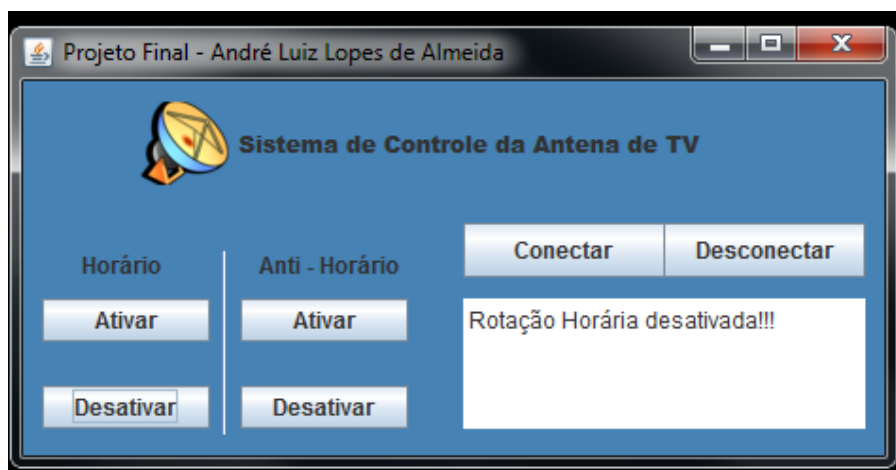 Projeto Final - André Luiz Lopes de Almeida
Sistema de Controle da Antena de TV
Conectar Desconectar
Horário Anti - Horário
Ativar Ativar
Rotação Horária desativada!!!
Desativar Desativar